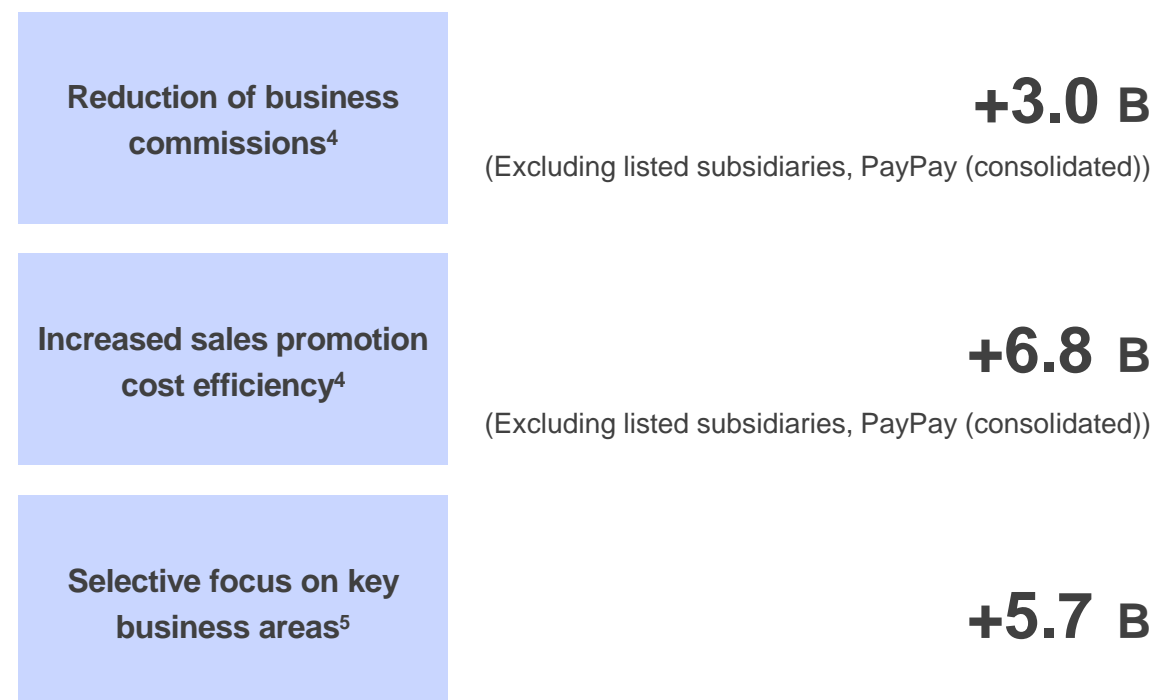 Reduction of business
commissions4
+3.0 B
(Excluding listed subsidiaries, PayPay (consolidated))
Increased sales promotion
cost efficiency4
+6.8 B
(Excluding listed subsidiaries, PayPay (consolidated))
Selective focus on key
business areas5
+5.7 B